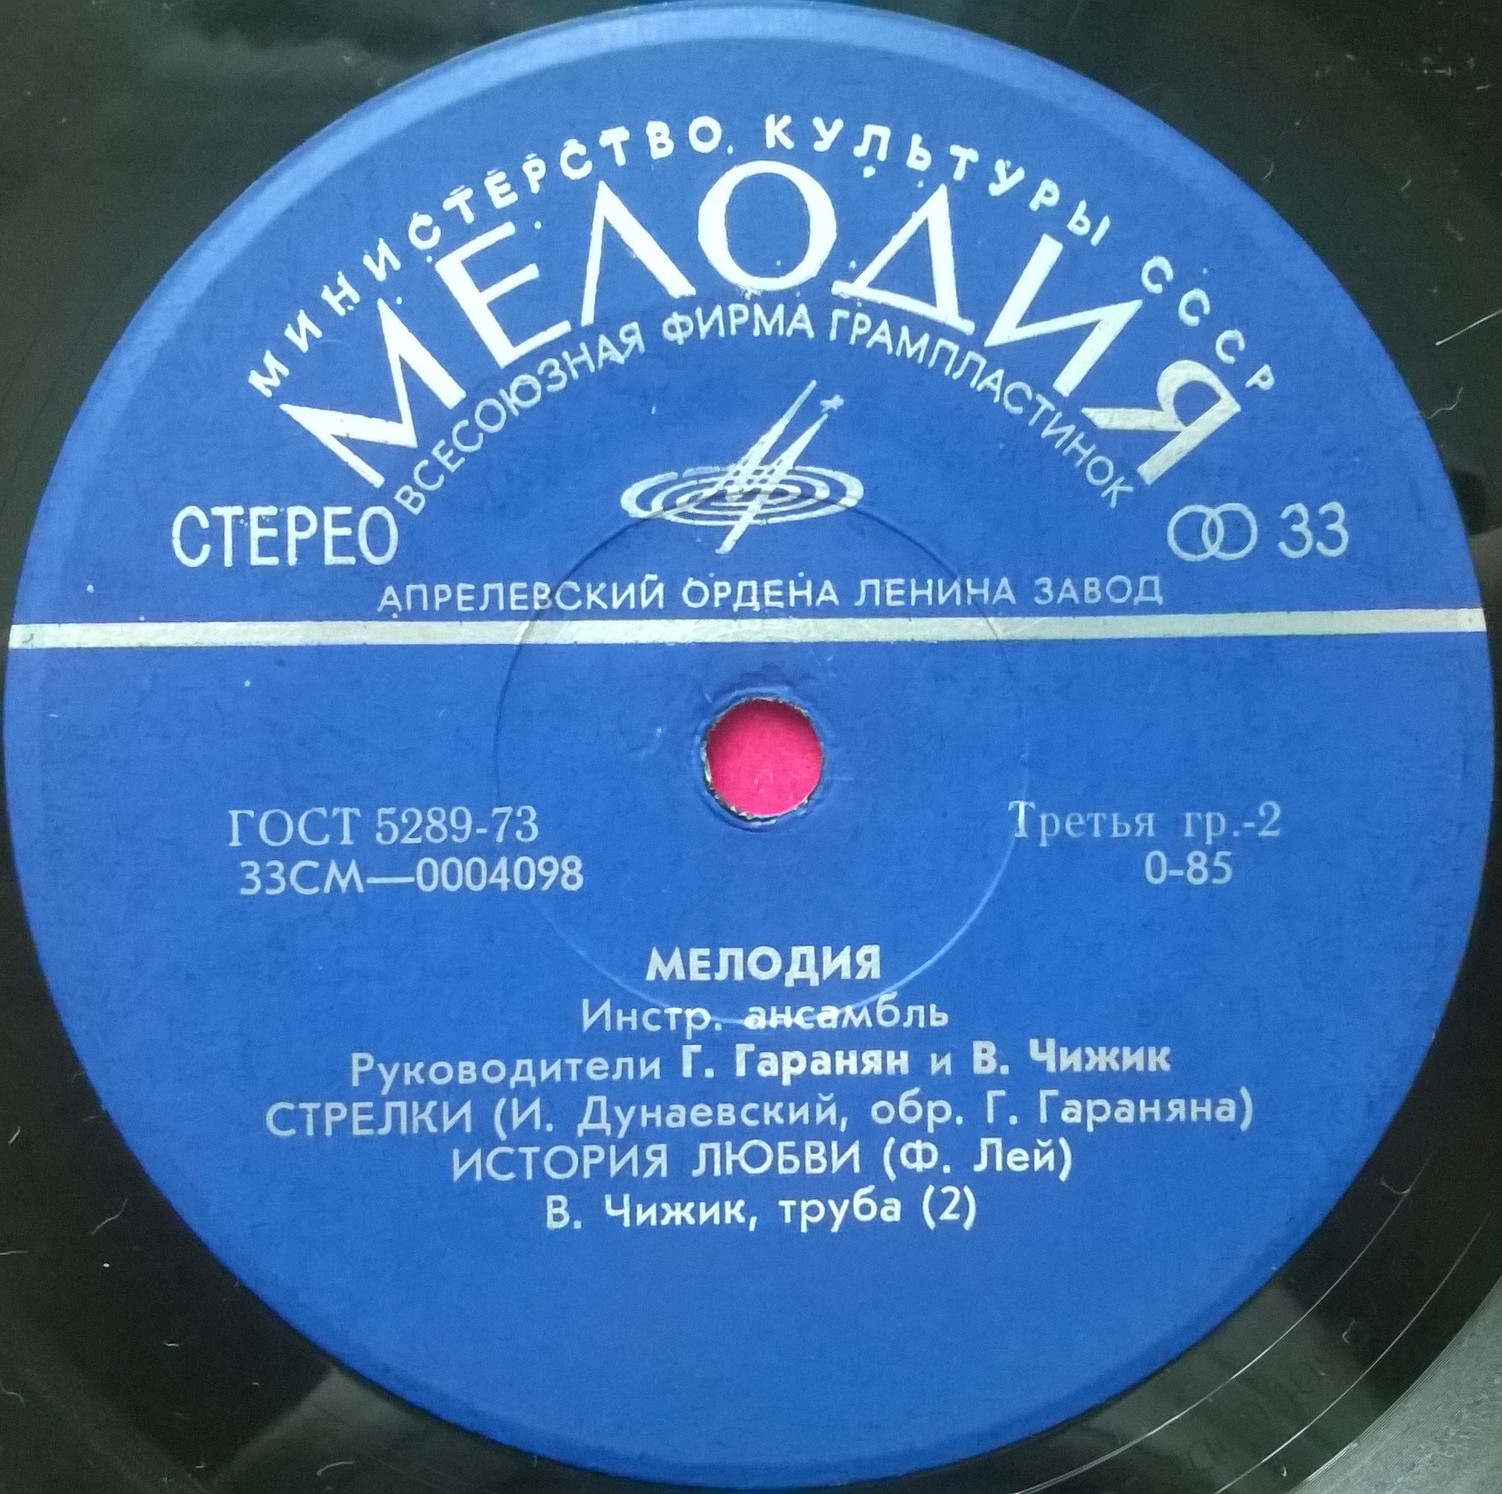 МИНИСТЕРСТВО КУЛЬТУРЫ СССР
МЕЛОДИЯ
ВСЕСОЮЗНАЯ ФИРМА ГРАМПЛАСТИНОК
СТЕРЕО
33
АПРЕЛЕВСКИЙ ОРДЕНА ЛЕНИНА ЗАВОД
ГОСТ 5289-73
33СМ—0004098
Третья гр.-2
0-85
МЕЛОДИЯ
Инстр. ансамбль
Руководители Г. Гаранян и В. Чижик
СТРЕЛКИ (И. Дунаевский, обр. Г. Гараняна)
ИСТОРИЯ ЛЮБВИ (Ф. Лей)
В. Чижик, труба (2)